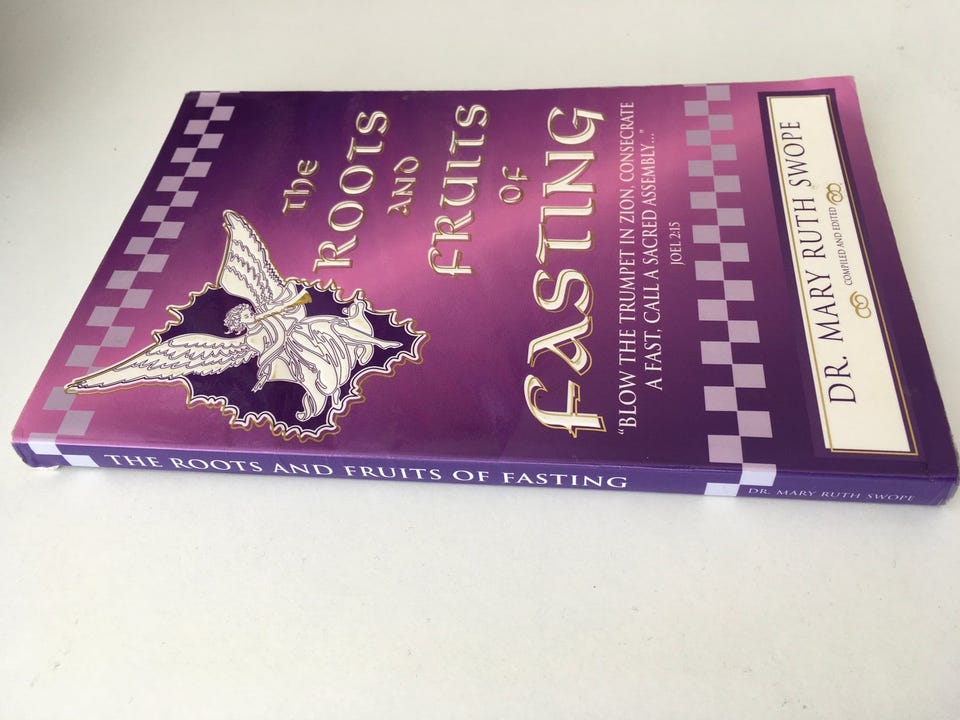 The
ROOTS
AND
FRUITS
OF
FASTING
"BLOW THE TRUMPET IN ZION, CONSECRATE
A FAST, CALL A SACRED ASSEMBLY..."
JOEL 2:15
DR. MARY RUTH SWOPE
COMPILED AND EDITED
THE ROOTS AND FRUITS OF FASTING
DR. MARY RUTH SWOPE